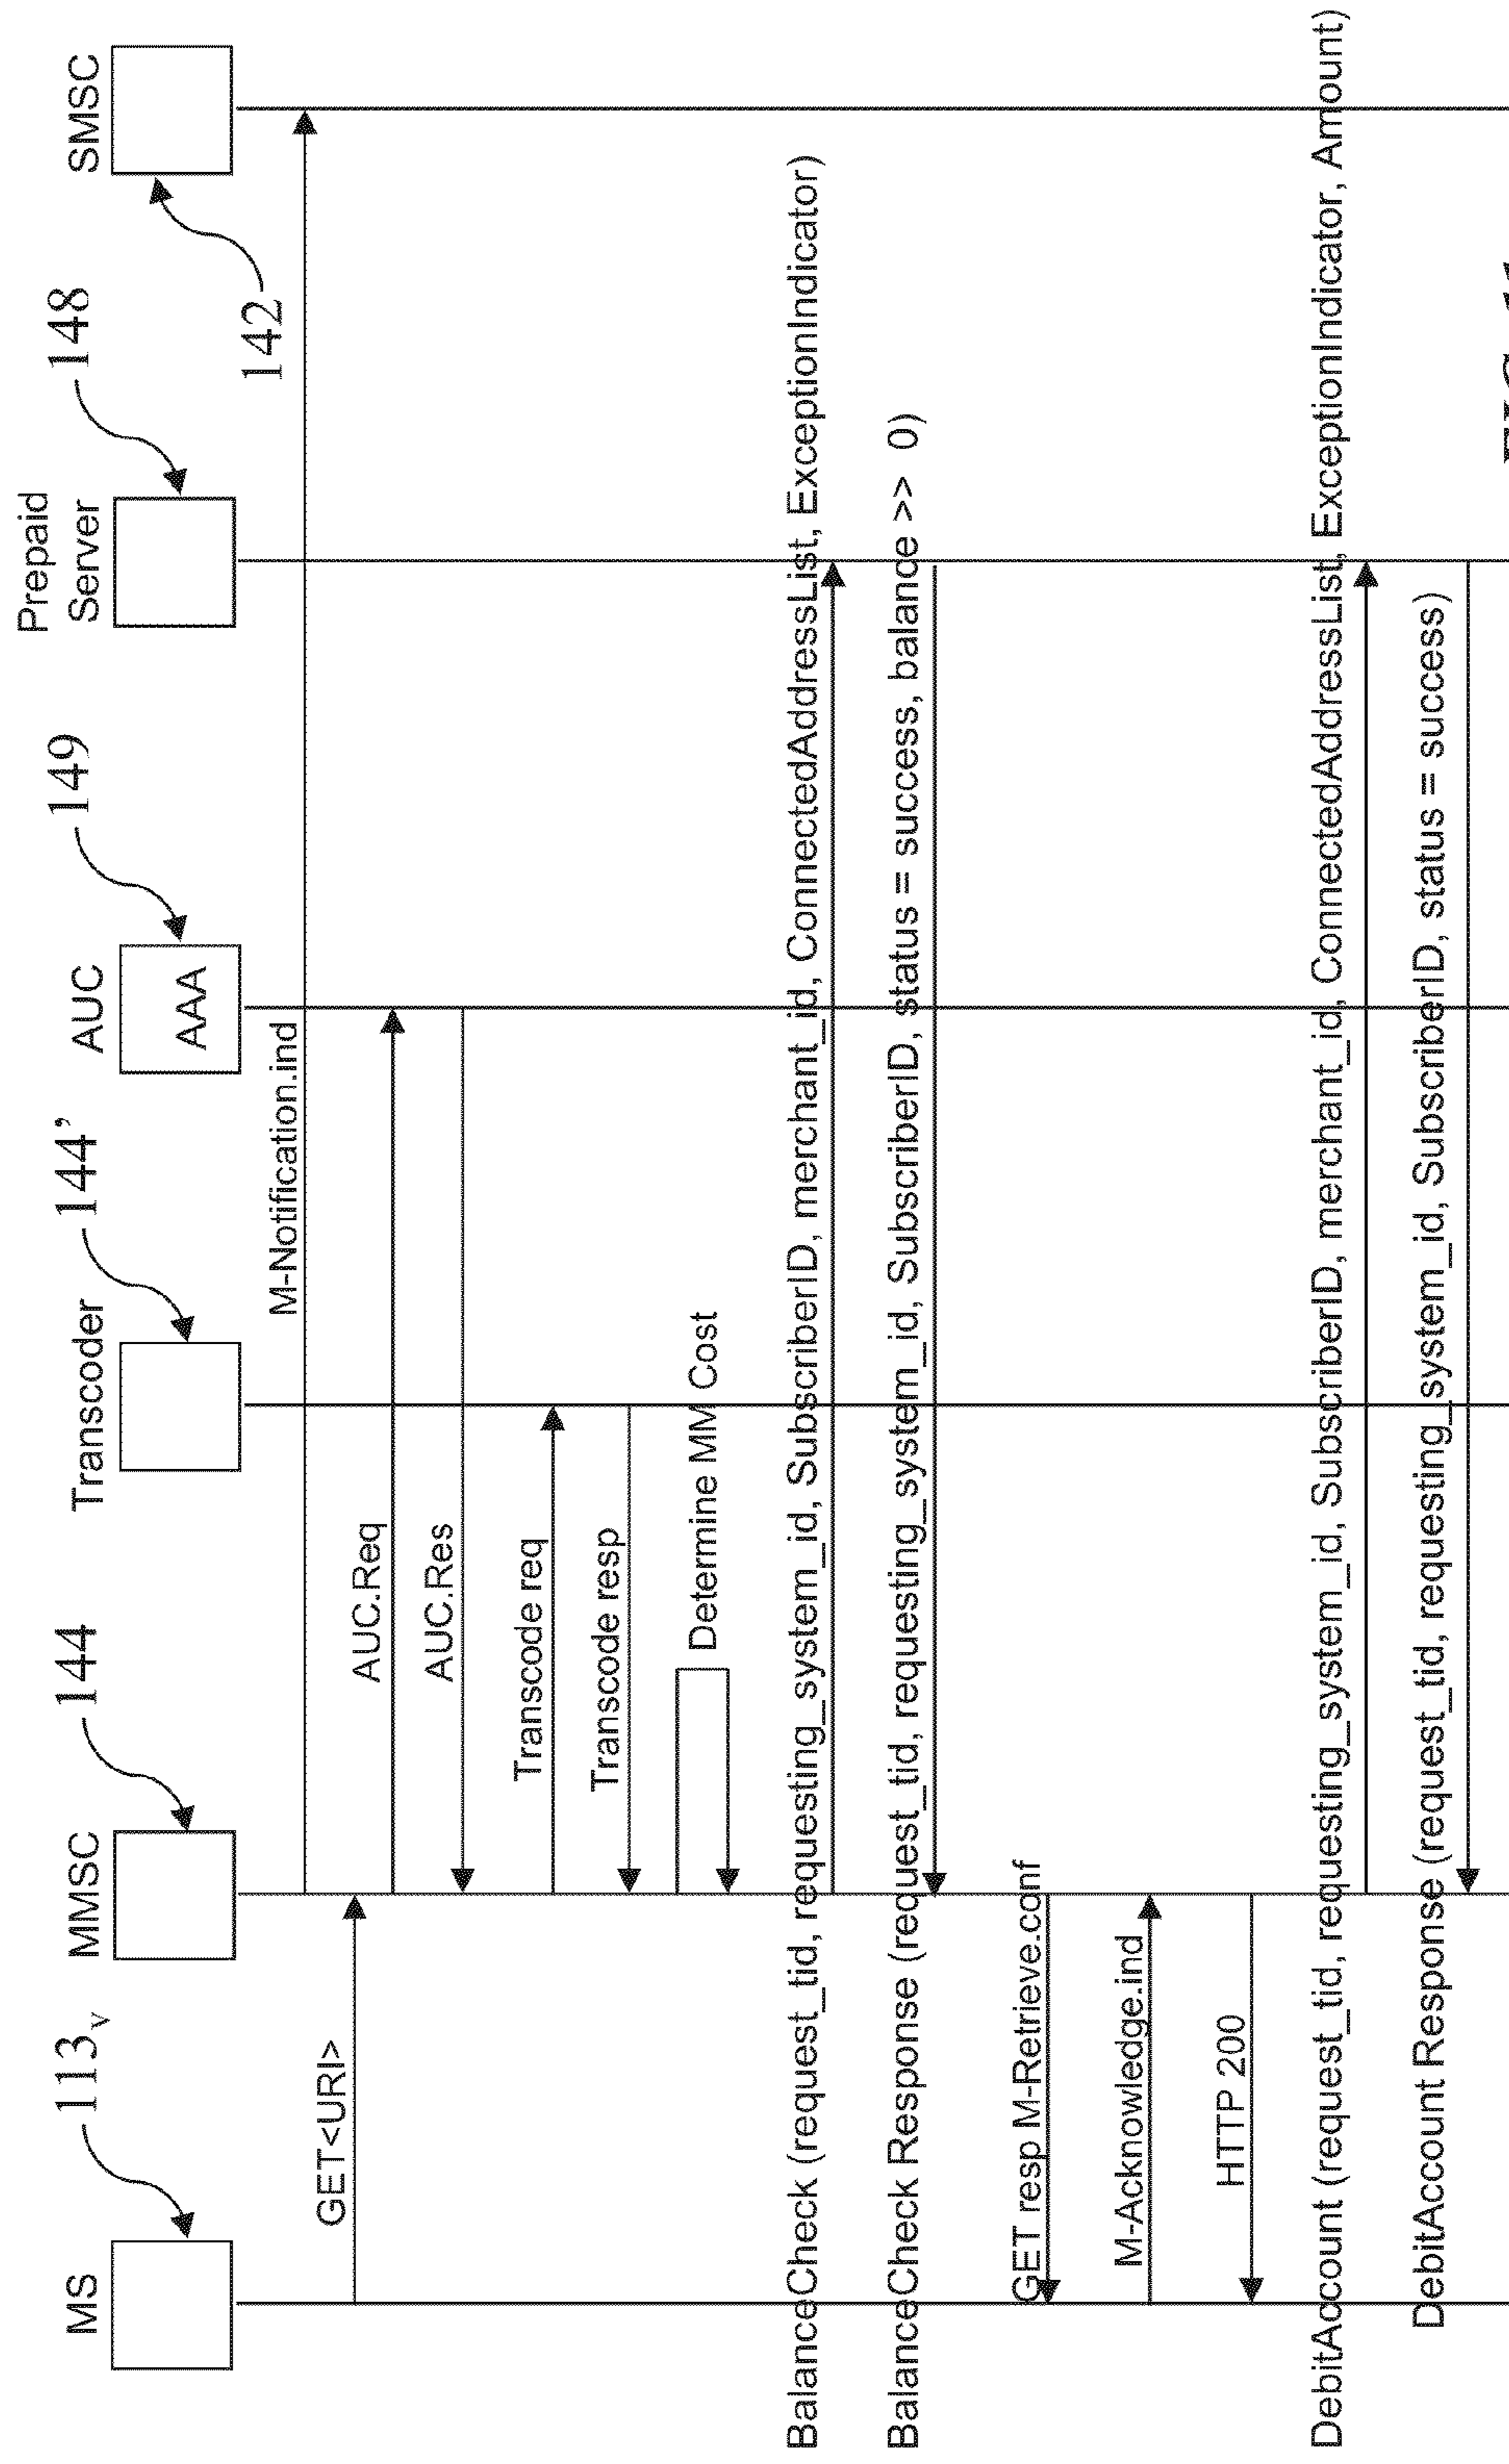 MS
113v
MMSC
144
Transcoder
144’
AUC
AAA
149
Prepaid
Server
148
SMSC
142
M-Notification.ind
GET<URI>
AUC.Req
AUC.Res
Transcode req
Transcode resp
Determine MM Cost
BalanceCheck (request_tid, requesting_system_id, SubscriberID, merchant_id, ConnectedAddressList, ExceptionIndicator)
BalanceCheck Response (request_tid, requesting_system_id, SubscriberID, status = success, balance >> 0)
GET resp M-Retrieve.conf
M-Acknowledge.ind
HTTP 200
DebitAccount (request_tid, requesting_system_id, SubscriberID, merchant_id, ConnectedAddressList, ExceptionIndicator, Amount)
DebitAccount Response (request_tid, requesting_system_id, SubscriberID, status = success)